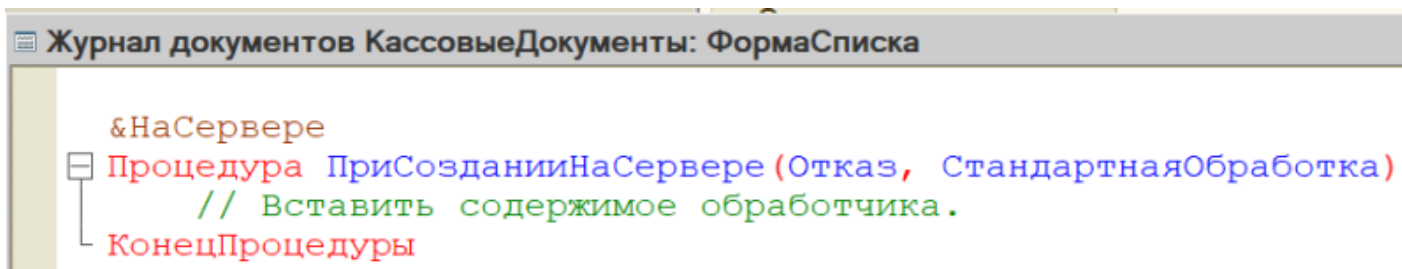 Журнал документов КассовыеДокументы: ФормаСписка
&НаСервере
Процедура ПриСозданииНаСервере(Отказ, СтандартнаяОбработка)
// Вставить содержимое обработчика.
КонецПроцедуры